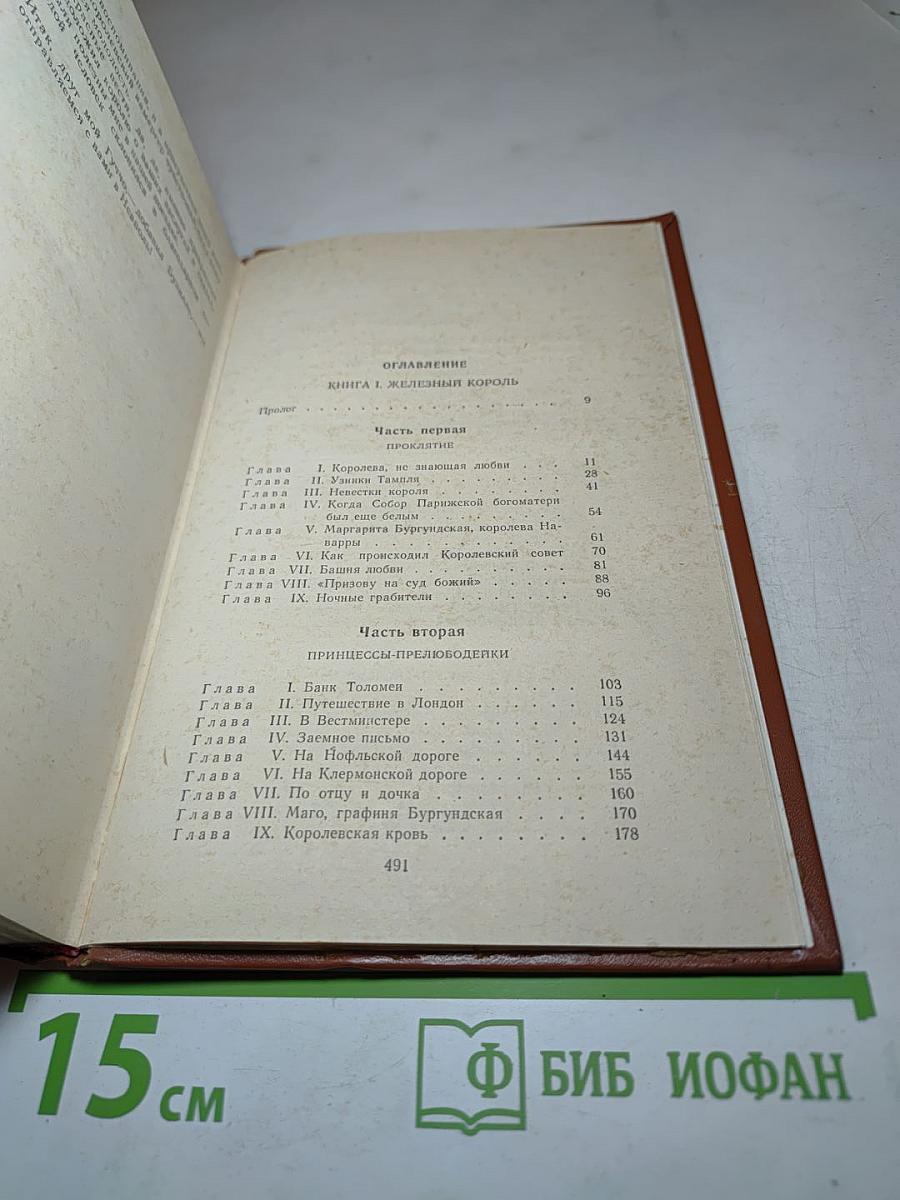 Итак, друг мой Гуччо,
отправляемся с вами в
ОГЛАВЛЕНИЕ
КНИГА I. ЖЕЛЕЗНЫЙ КОРОЛЬ
Пролог . . . . . . . . . . . . . . . . . 9
Часть первая
ПРОКЛЯТИЕ
Глава I. Королева, не знающая любви . . . 11
Глава II. Узники Тампля . . . . . . . . . 28
Глава III. Невестки короля . . . . . . . . 41
Глава IV. Когда Собор Парижской богоматери
был еще белым . . . . . . . . . 54
Глава V. Маргарита Бургундская, королева На-
варры . . . . . . . . . . . . . 61
Глава VI. Как происходил Королевский совет 70
Глава VII. Башня любви . . . . . . . . . . 81
Глава VIII. «Призову на суд божий» . . . . . 88
Глава IX. Ночные грабители . . . . . . . . 96
Часть вторая
ПРИНЦЕССЫ-ПРЕЛЮБОДЕЙКИ
Глава I. Банк Толомеи . . . . . . . . . 103
Глава II. Путешествие в Лондон . . . . . . 115
Глава III. В Вестминстере . . . . . . . . . 124
Глава IV. Заемное письмо . . . . . . . . . 131
Глава V. На Нофльской дороге . . . . . . 144
Глава VI. На Клермонской дороге . . . . . . 155
Глава VII. По отцу и дочка . . . . . . . . 160
Глава VIII. Маго, графиня Бургундская . . . . 170
Глава IX. Королевская кровь . . . . . . . . 178
491
15 см
Ф БИБ ИОФАН